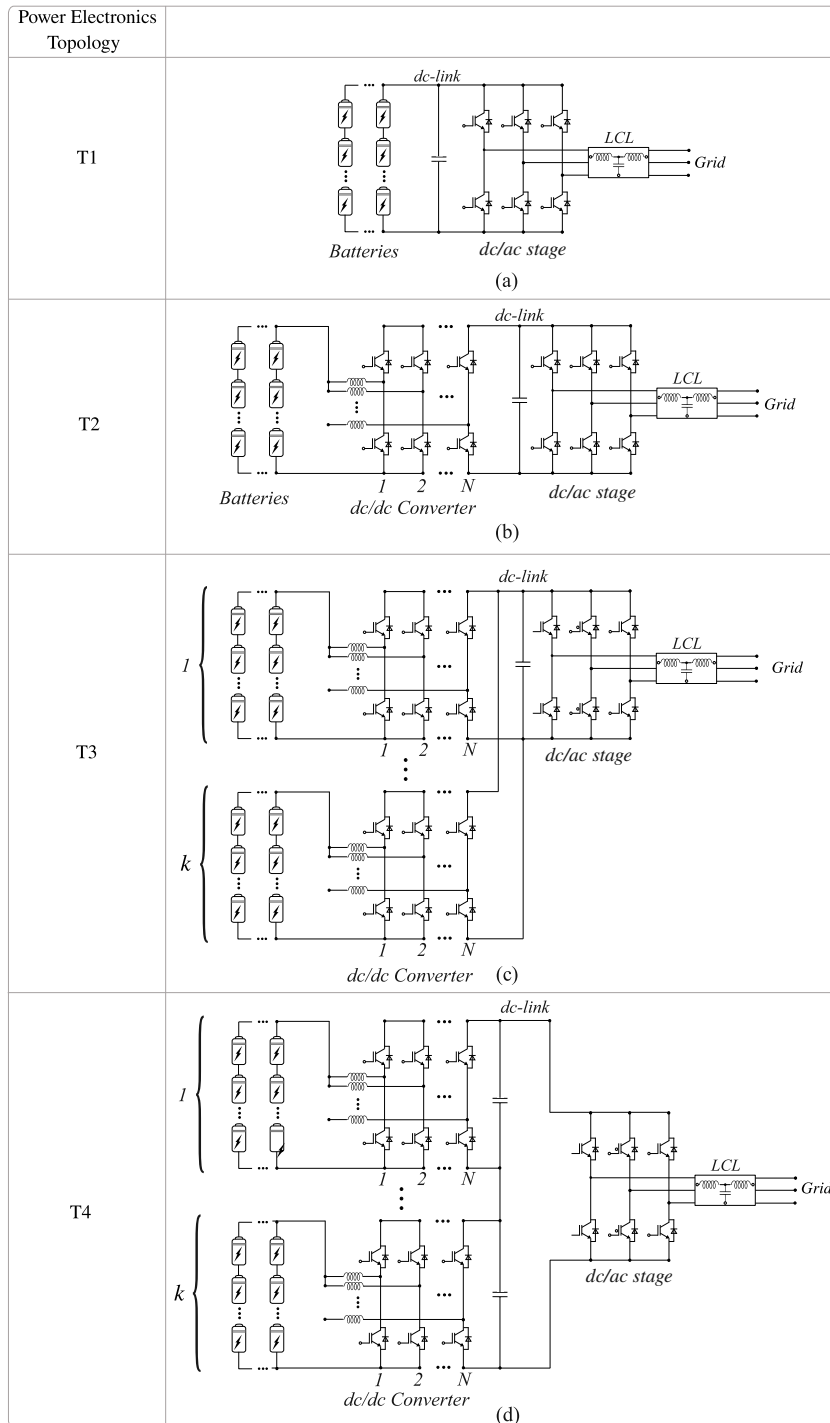 Power Electronics
Topology
T1
dc-link
LCL
Grid
Batteries
dc/ac stage
(a)
T2
dc-link
LCL
Grid
1 2 N
Batteries
dc/dc Converter
dc/ac stage
(b)
T3
dc-link
1
LCL
Grid
1 2 N
dc/ac stage
k
1 2 N
dc/dc Converter
(c)
T4
dc-link
1
1 2 N
LCL
Grid
dc/ac stage
k
1 2 N
dc/dc Converter
(d)